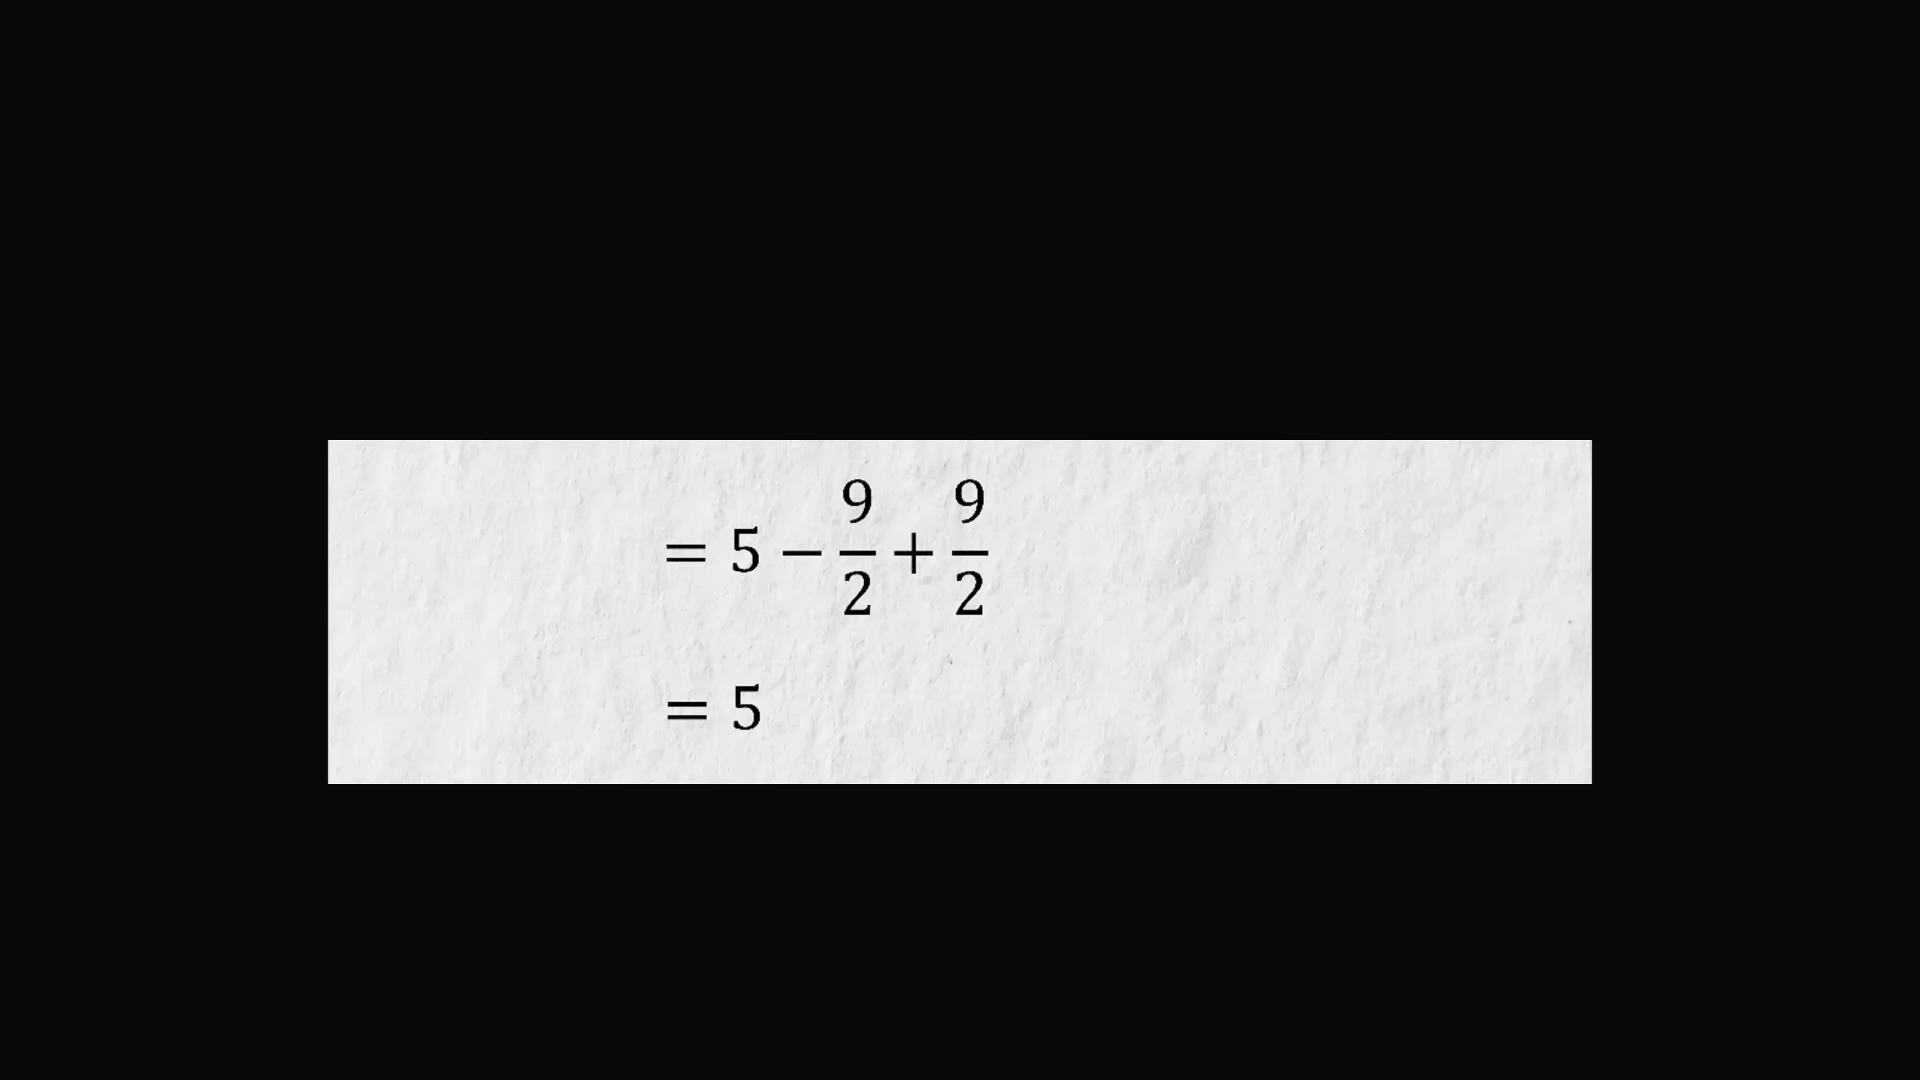 = 5 − 9/2 + 9/2
= 5